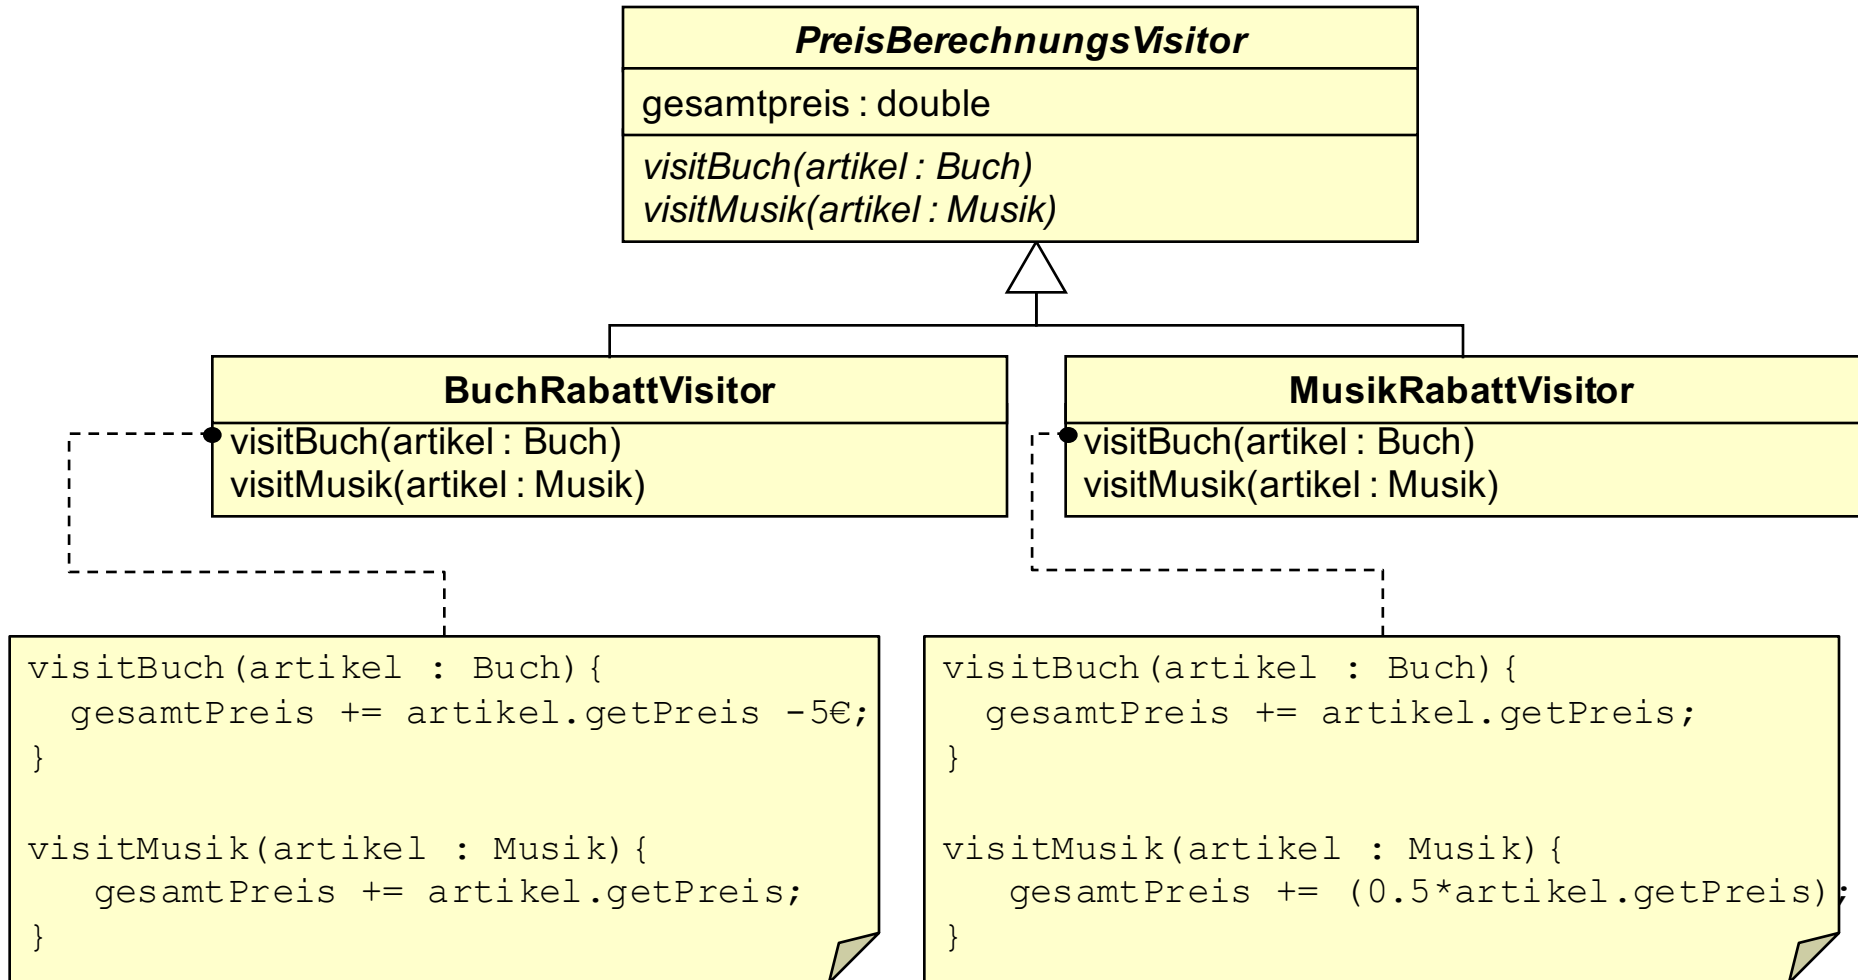 PreisBerechnungsVisitor
gesamtpreis : double
visitBuch(artikel : Buch)
visitMusik(artikel : Musik)
BuchRabattVisitor
visitBuch(artikel : Buch)
visitMusik(artikel : Musik)
MusikRabattVisitor
visitBuch(artikel : Buch)
visitMusik(artikel : Musik)
visitBuch(artikel : Buch){
gesamtPreis += artikel.getPreis -5€;
}
visitMusik(artikel : Musik){
gesamtPreis += artikel.getPreis;
}
visitBuch(artikel : Buch){
gesamtPreis += artikel.getPreis;
}
visitMusik(artikel : Musik){
gesamtPreis += (0.5*artikel.getPreis);
}